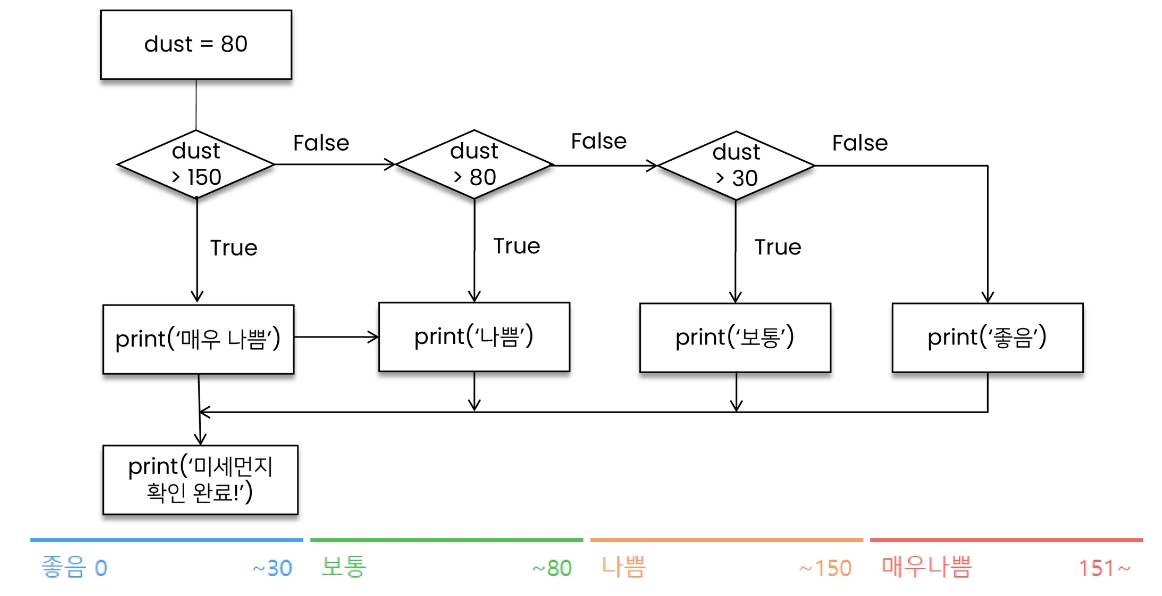 dust = 80
dust
> 150
False
dust
> 80
False
dust
> 30
False
True
True
True
print(‘매우 나쁨’)
print(‘나쁨’)
print(‘보통’)
print(‘좋음’)
print(‘미세먼지
확인 완료!’)
좋음 0 ~30
보통 ~80
나쁨 ~150
매우나쁨 151~